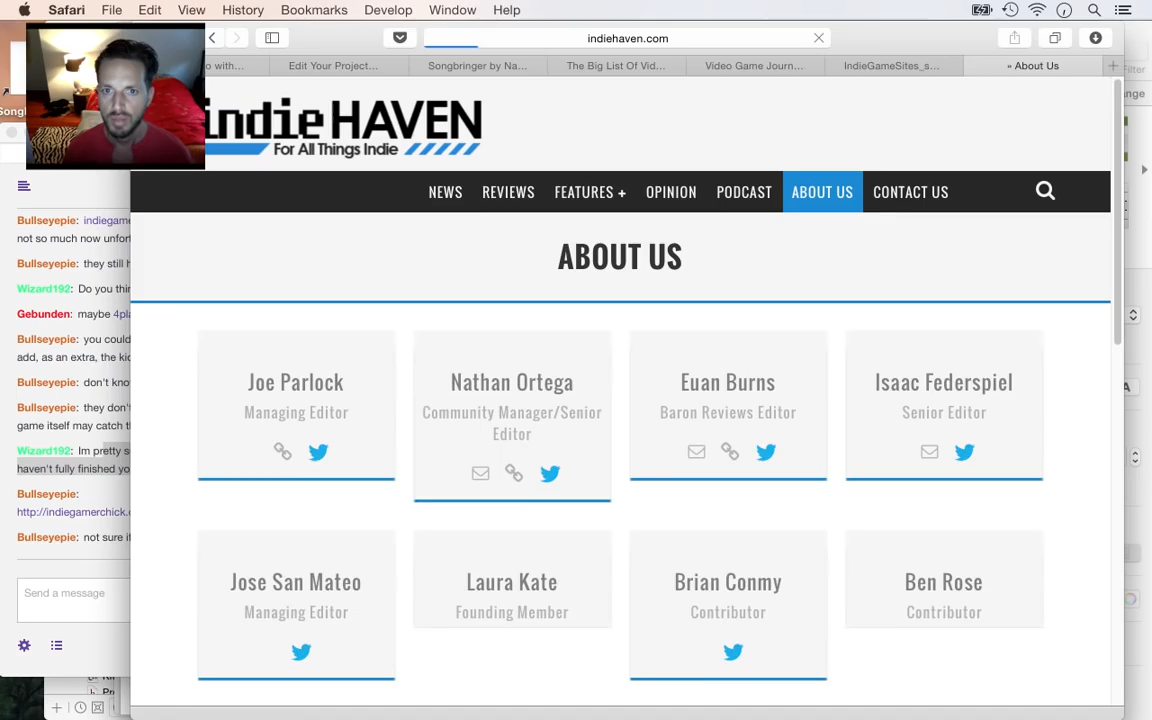 Safari File Edit View History Bookmarks Develop Window Help
indiehaven.com
o with... Edit Your Project... Songbringer by Na... The Big List Of Vid... Video Game Journ... IndieGameSites_s... » About Us
Filter
ange
Song
indie HAVEN
For All Things Indie
NEWS REVIEWS FEATURES + OPINION PODCAST ABOUT US CONTACT US
ABOUT US
Bullseyepie: indiegam
not so much now unfor
Bullseyepie: they still h
Wizard192: Do you thin
Gebunden: maybe 4pla
Bullseyepie: you could
add, as an extra, the ki
Bullseyepie: don't kno
Bullseyepie: they don't
game itself may catch t
Wizard192: Im pretty s
haven't fully finished yo
Bullseyepie:
http://indiegamerchick.c
Bullseyepie: not sure if
Send a message
Joe Parlock
Managing Editor
Nathan Ortega
Community Manager/Senior
Editor
Euan Burns
Baron Reviews Editor
Isaac Federspiel
Senior Editor
Jose San Mateo
Managing Editor
Laura Kate
Founding Member
Brian Conmy
Contributor
Ben Rose
Contributor
A